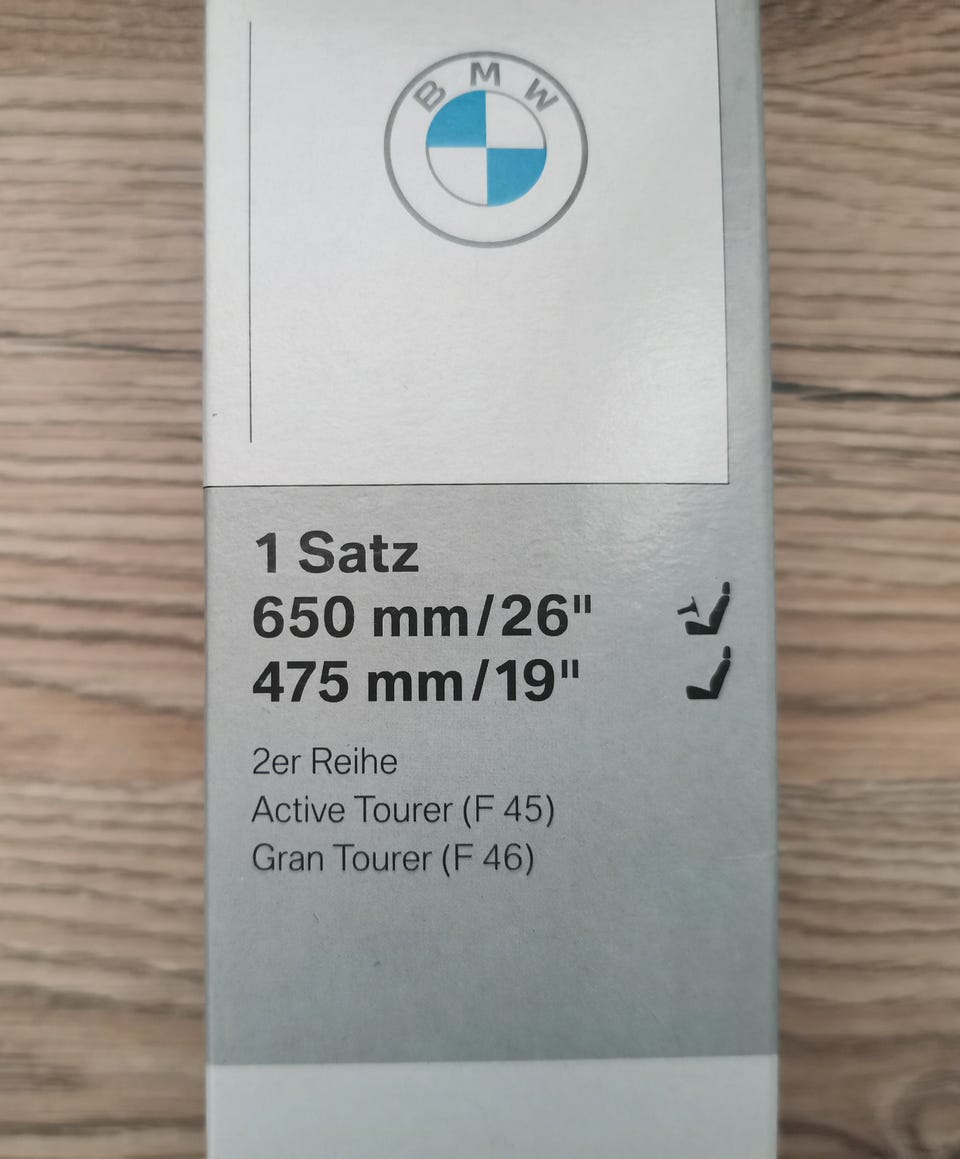 BMW
1 Satz
650 mm/26"
475 mm/19"
2er Reihe
Active Tourer (F 45)
Gran Tourer (F 46)